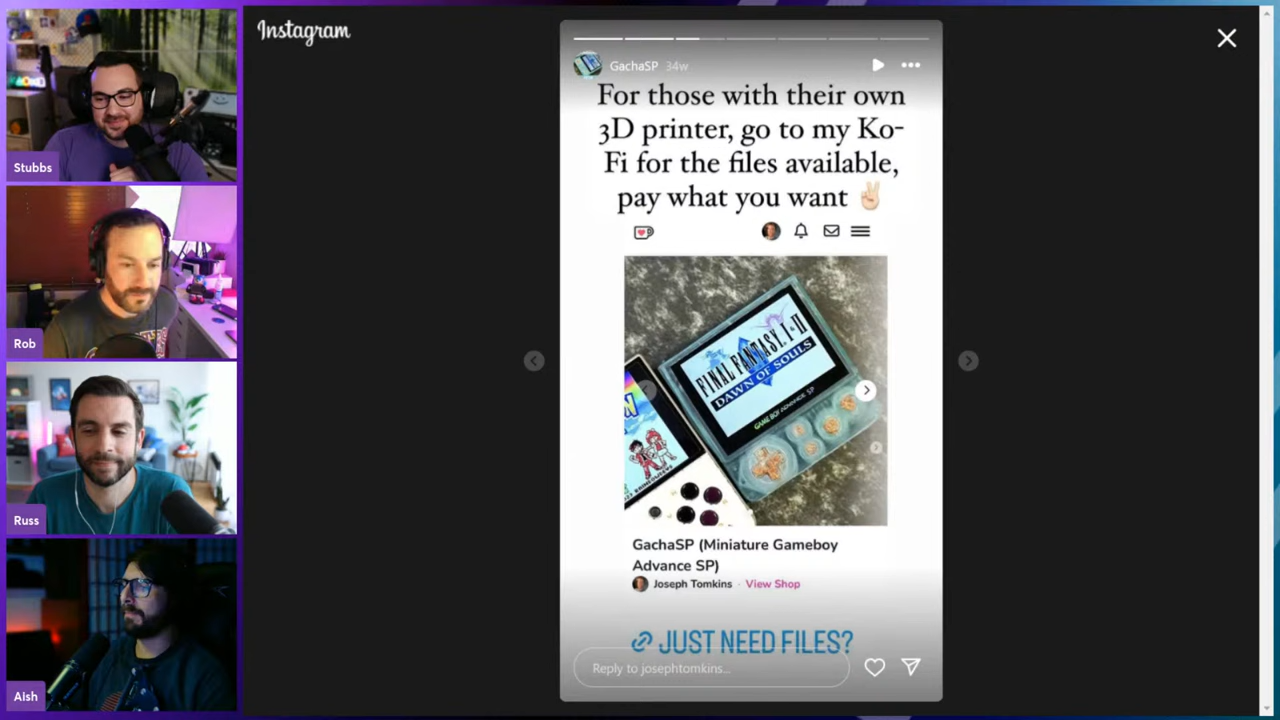 Instagram
GachaSP 34w
For those with their own
3D printer, go to my Ko-
Fi for the files available,
pay what you want ✌🏻
FINAL FANTASY I·II
DAWN OF SOULS
GAME BOY ADVANCE SP
GachaSP (Miniature Gameboy
Advance SP)
Joseph Tomkins · View Shop
JUST NEED FILES?
Reply to josephtomkins...
Stubbs
Rob
Russ
Aish